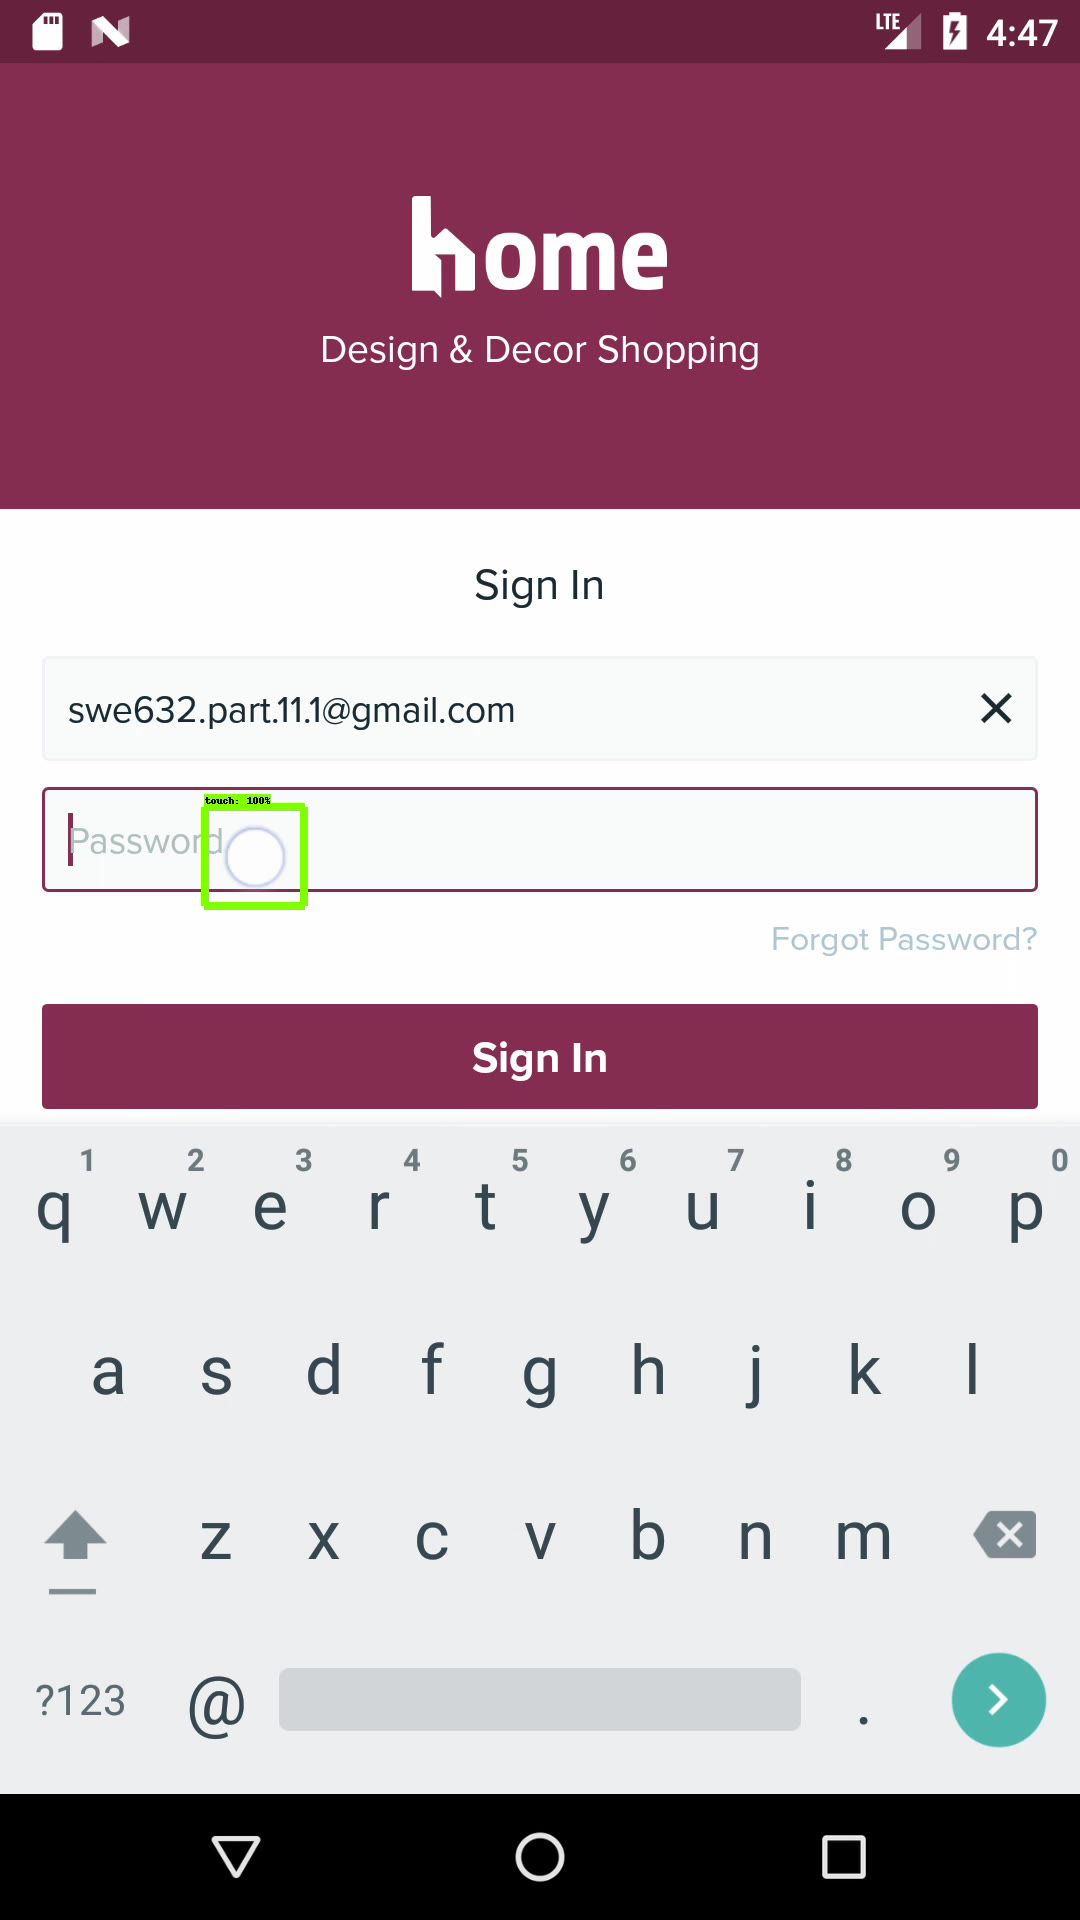 LTE 4:47
home
Design & Decor Shopping
Sign In
swe632.part.11.1@gmail.com
touch: 100%
Password
Forgot Password?
Sign In
1 2 3 4 5 6 7 8 9 0
q w e r t y u i o p
a s d f g h j k l
z x c v b n m
?123 @ .